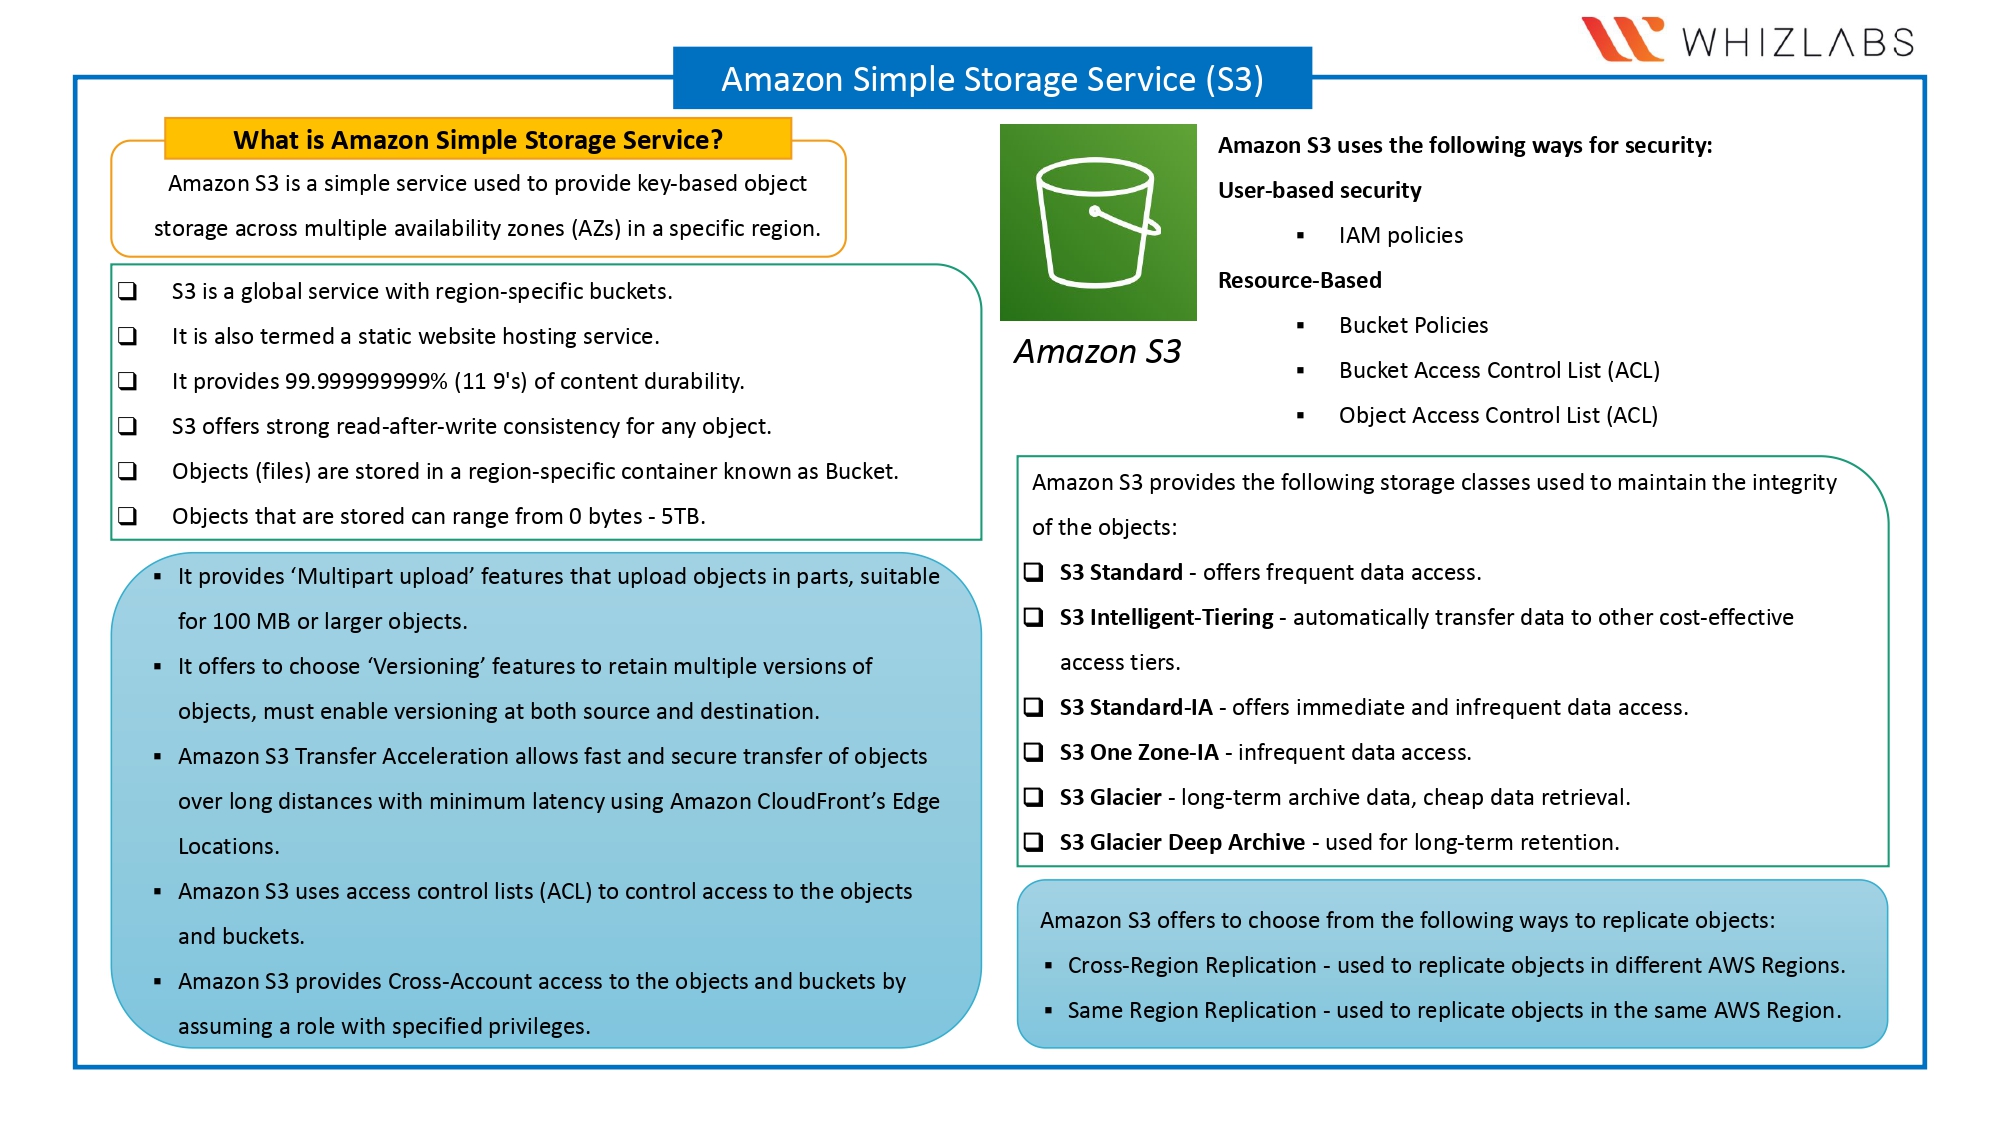 WHIZLABS
Amazon Simple Storage Service (S3)
What is Amazon Simple Storage Service?
Amazon S3 is a simple service used to provide key-based object
storage across multiple availability zones (AZs) in a specific region.
❑ S3 is a global service with region-specific buckets.
❑ It is also termed a static website hosting service.
❑ It provides 99.999999999% (11 9's) of content durability.
❑ S3 offers strong read-after-write consistency for any object.
❑ Objects (files) are stored in a region-specific container known as Bucket.
❑ Objects that are stored can range from 0 bytes - 5TB.
▪ It provides ‘Multipart upload’ features that upload objects in parts, suitable
for 100 MB or larger objects.
▪ It offers to choose ‘Versioning’ features to retain multiple versions of
objects, must enable versioning at both source and destination.
▪ Amazon S3 Transfer Acceleration allows fast and secure transfer of objects
over long distances with minimum latency using Amazon CloudFront’s Edge
Locations.
▪ Amazon S3 uses access control lists (ACL) to control access to the objects
and buckets.
▪ Amazon S3 provides Cross-Account access to the objects and buckets by
assuming a role with specified privileges.
Amazon S3
Amazon S3 uses the following ways for security:
User-based security
▪ IAM policies
Resource-Based
▪ Bucket Policies
▪ Bucket Access Control List (ACL)
▪ Object Access Control List (ACL)
Amazon S3 provides the following storage classes used to maintain the integrity
of the objects:
❑ S3 Standard - offers frequent data access.
❑ S3 Intelligent-Tiering - automatically transfer data to other cost-effective
access tiers.
❑ S3 Standard-IA - offers immediate and infrequent data access.
❑ S3 One Zone-IA - infrequent data access.
❑ S3 Glacier - long-term archive data, cheap data retrieval.
❑ S3 Glacier Deep Archive - used for long-term retention.
Amazon S3 offers to choose from the following ways to replicate objects:
▪ Cross-Region Replication - used to replicate objects in different AWS Regions.
▪ Same Region Replication - used to replicate objects in the same AWS Region.